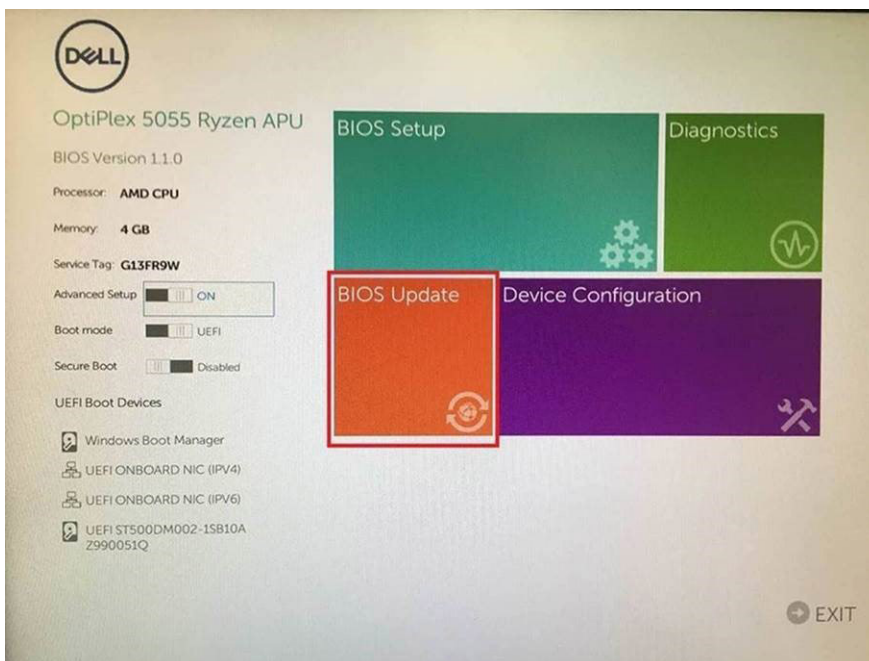 DELL
OptiPlex 5055 Ryzen APU
BIOS Version 1.1.0
Processor: AMD CPU
Memory: 4 GB
Service Tag: G13FR9W
Advanced Setup ON
Boot mode UEFI
Secure Boot Disabled
UEFI Boot Devices
Windows Boot Manager
UEFI ONBOARD NIC (IPV4)
UEFI ONBOARD NIC (IPV6)
UEFI ST500DM002-1SB10A
Z990051Q
BIOS Setup
Diagnostics
BIOS Update
Device Configuration
EXIT